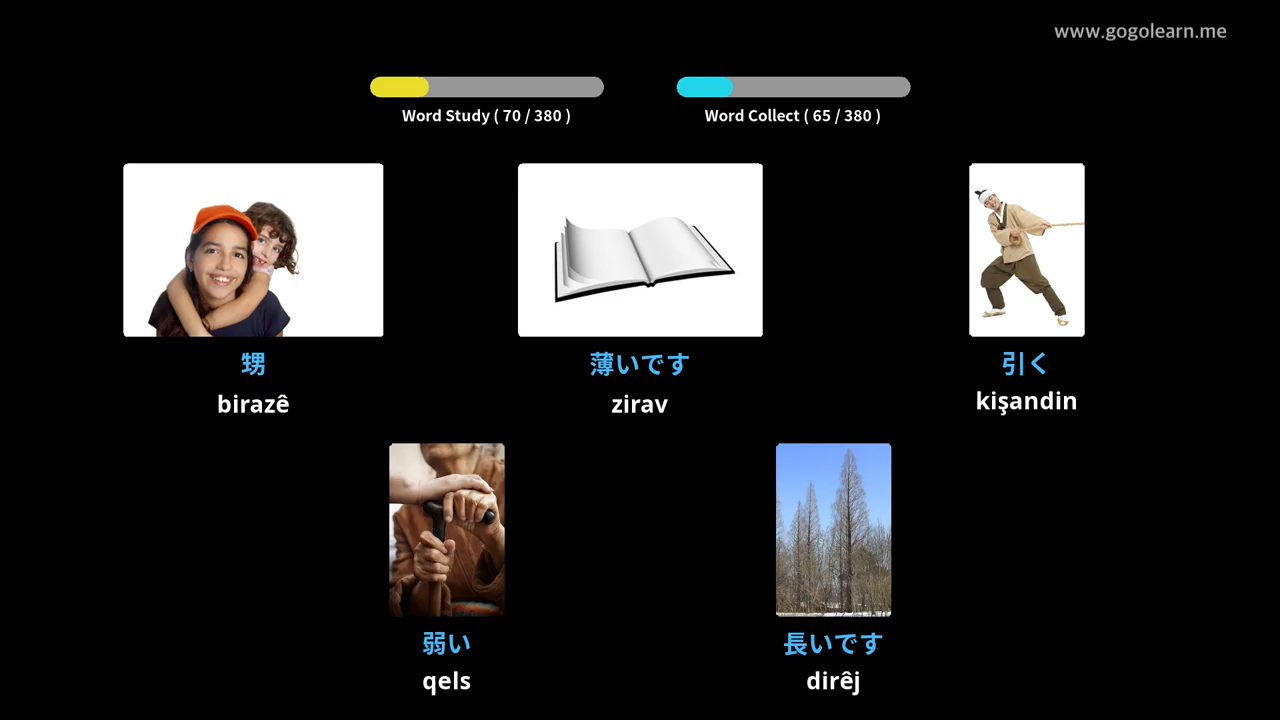 www.gogolearn.me
Word Study ( 70 / 380 )
Word Collect ( 65 / 380 )
甥
birazê
薄いです
zirav
引く
kişandin
弱い
qels
長いです
dirêj